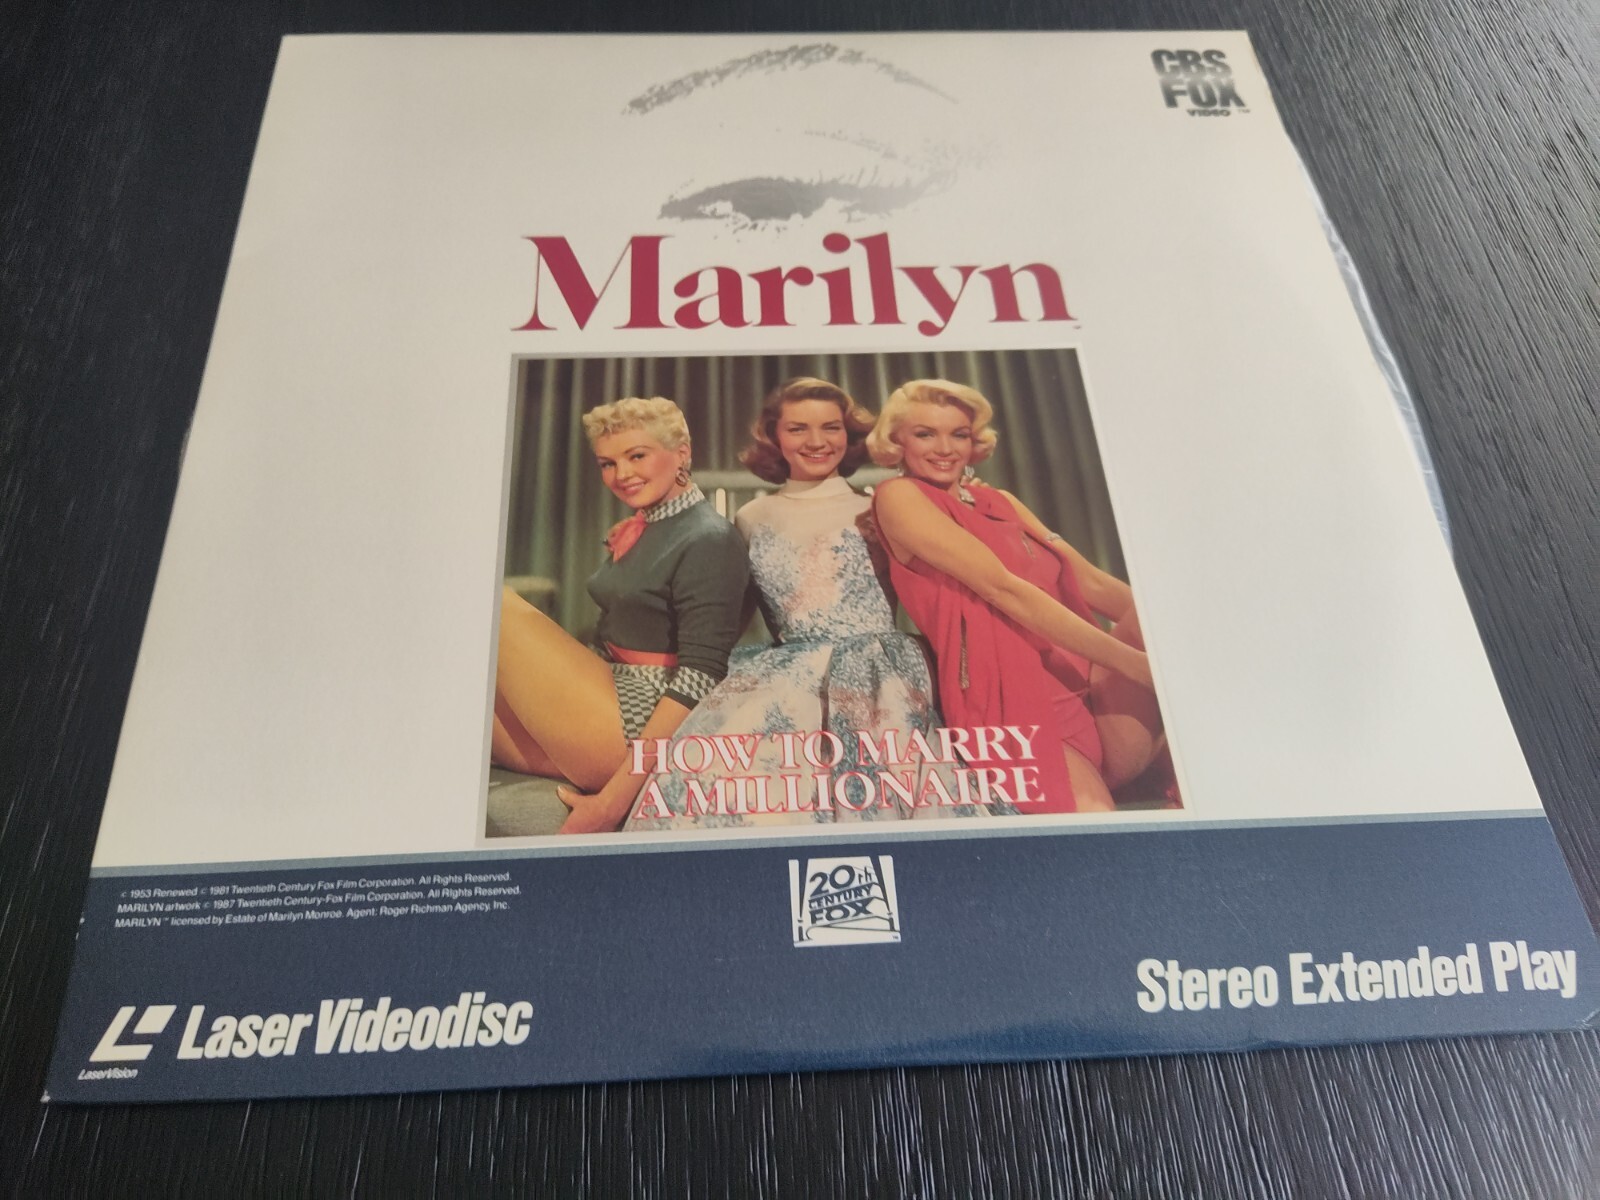 CBS
FOX
VIDEO ™
Marilyn
HOW TO MARRY
A MILLIONAIRE
© 1953 Renewed © 1981 Twentieth Century Fox Film Corporation. All Rights Reserved.
MARILYN artwork © 1987 Twentieth Century-Fox Film Corporation. All Rights Reserved.
MARILYN™ licensed by Estate of Marilyn Monroe. Agent: Roger Richman Agency, Inc.
20th
CENTURY
FOX
Stereo Extended Play
Laser Videodisc
LaserVision